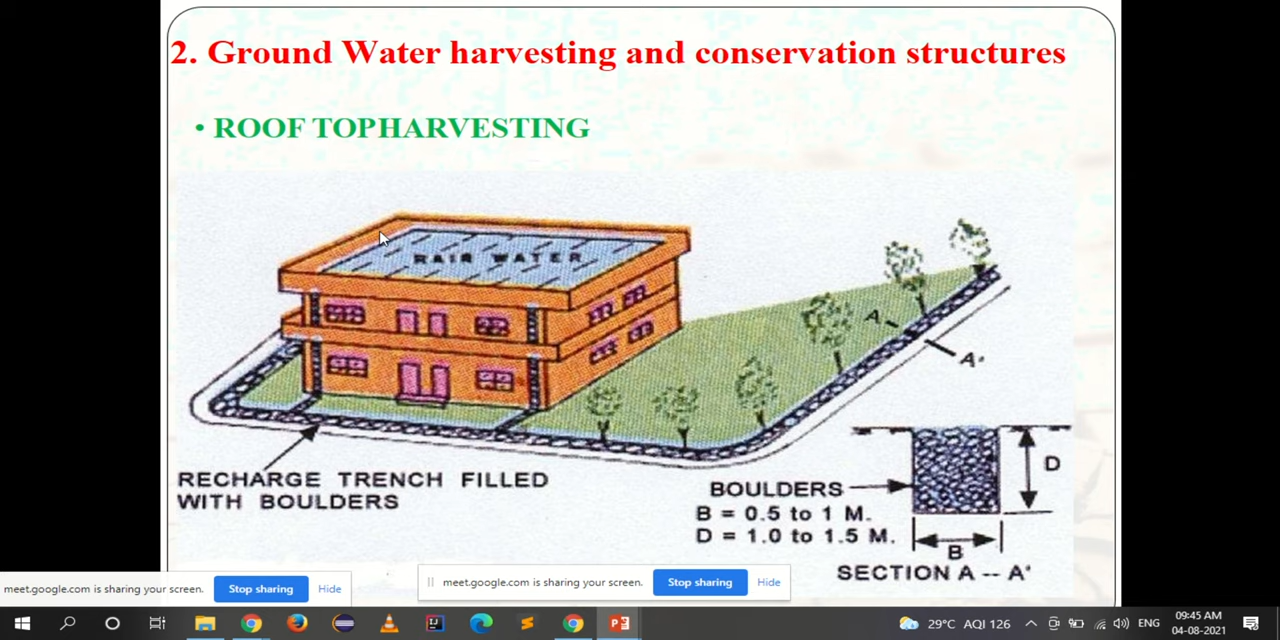 2. Ground Water harvesting and conservation structures
• ROOF TOPHARVESTING
RAIR WATER
A
A'
RECHARGE TRENCH FILLED
WITH BOULDERS
BOULDERS
B = 0.5 to 1 M.
D = 1.0 to 1.5 M.
D
B
SECTION A -- A'
meet.google.com is sharing your screen. Stop sharing Hide
meet.google.com is sharing your screen. Stop sharing Hide
29°C AQI 126 ENG 09:45 AM
04-08-2021